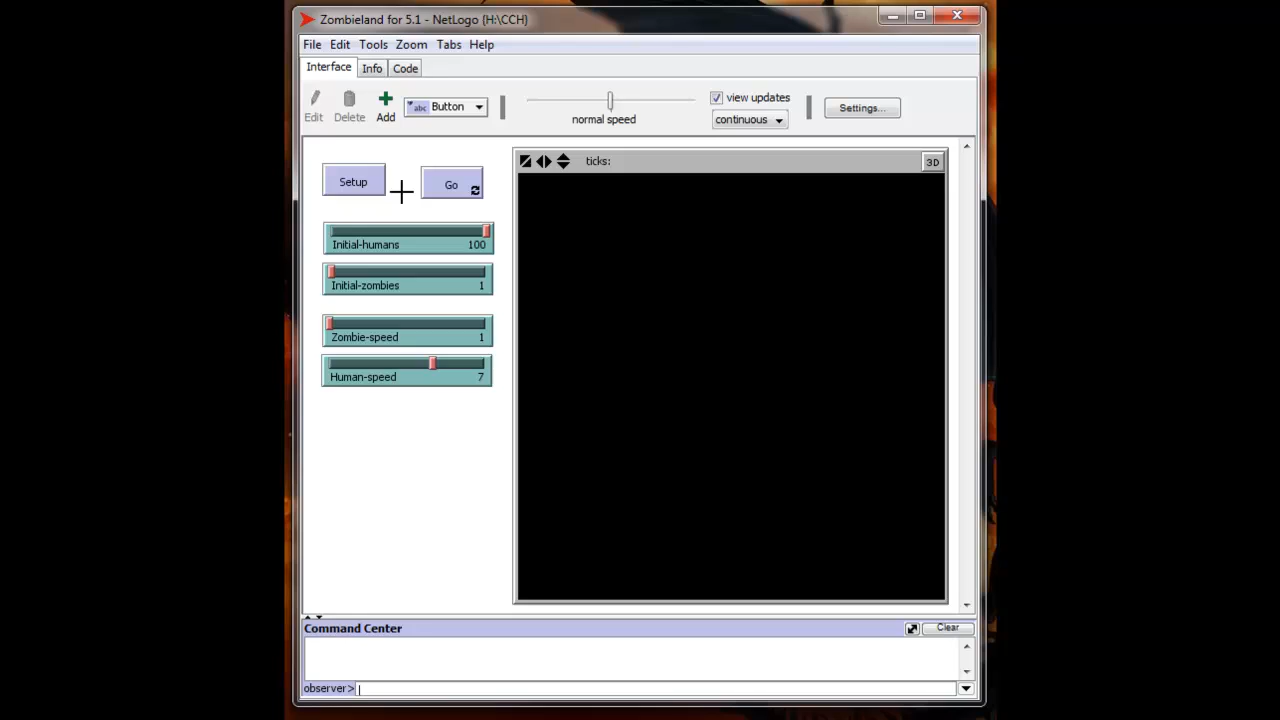 Zombieland for 5.1 - NetLogo (H:\CCH)
File Edit Tools Zoom Tabs Help
Interface Info Code
Edit Delete Add abc Button normal speed view updates continuous Settings...
Setup Go ticks: 3D
Initial-humans 100
Initial-zombies 1
Zombie-speed 1
Human-speed 7
Command Center Clear
observer>